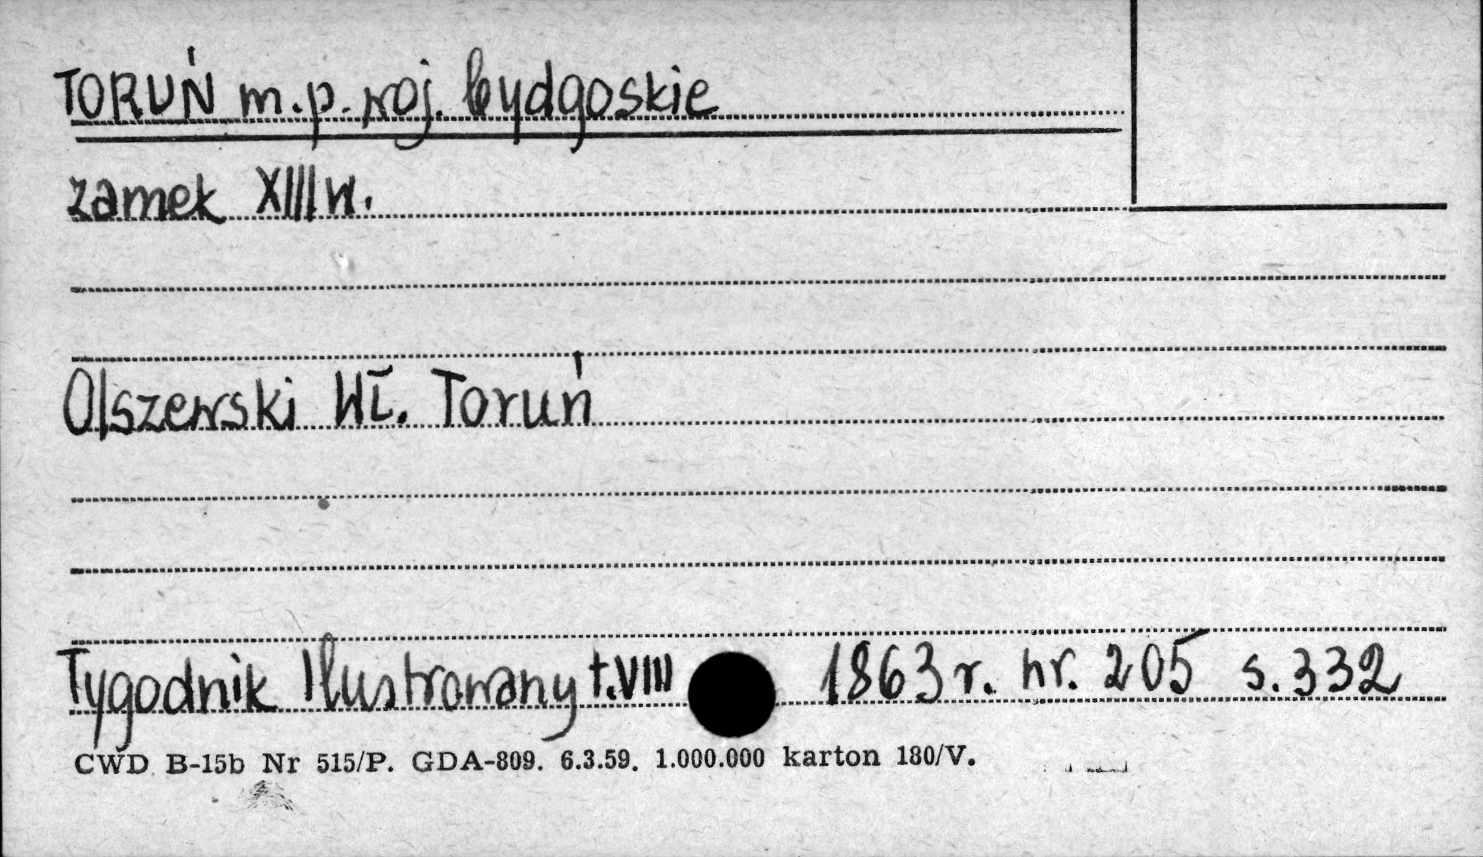 TORUŃ m.p. woj. bydgoskie
zamek XIII w.
Olszewski Wł. Toruń
Tygodnik Ilustrowany t.VIII 1863 r. nr. 205 s. 332
CWD B-15b Nr 515/P. GDA-809. 6.3.59. 1.000.000 karton 180/V.